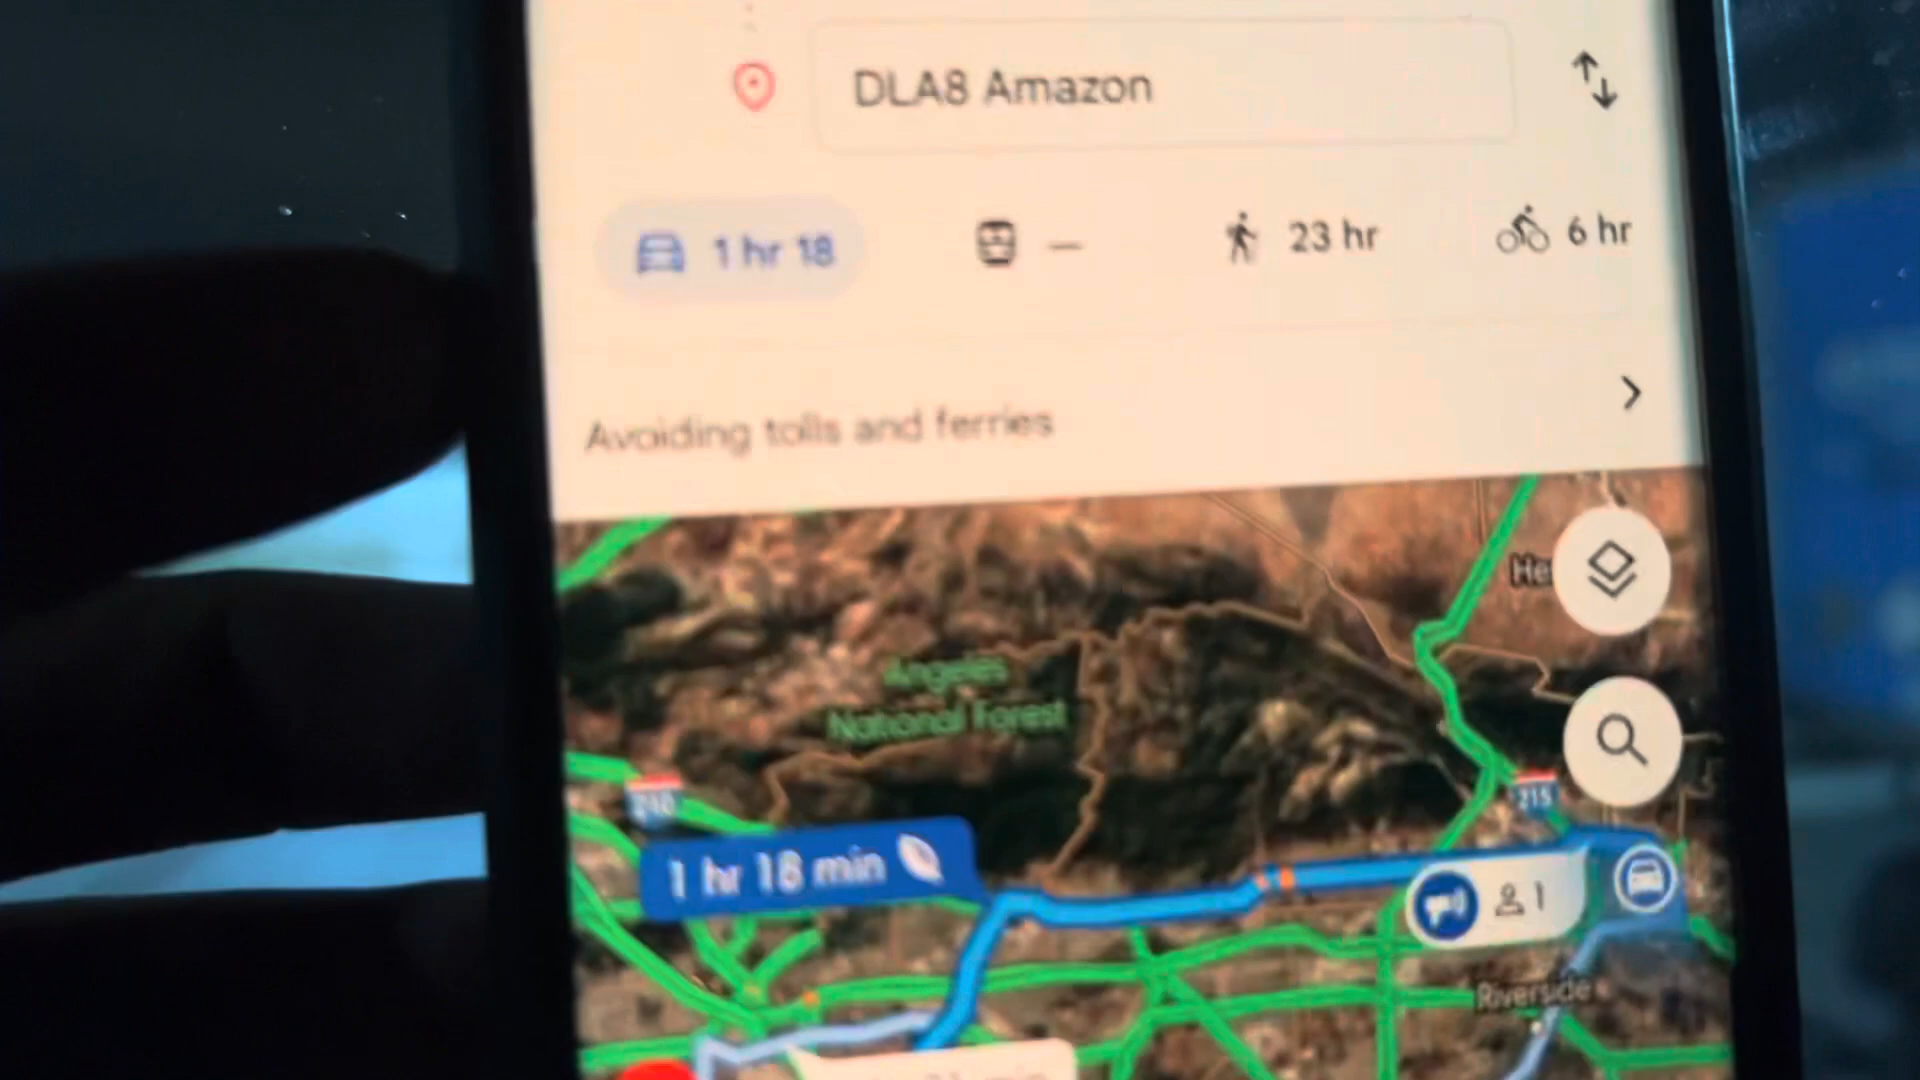 DLA8 Amazon
1 hr 18
—
23 hr
6 hr
Avoiding tolls and ferries
Angeles
National Forest
210
215
1 hr 18 min
1
Riverside